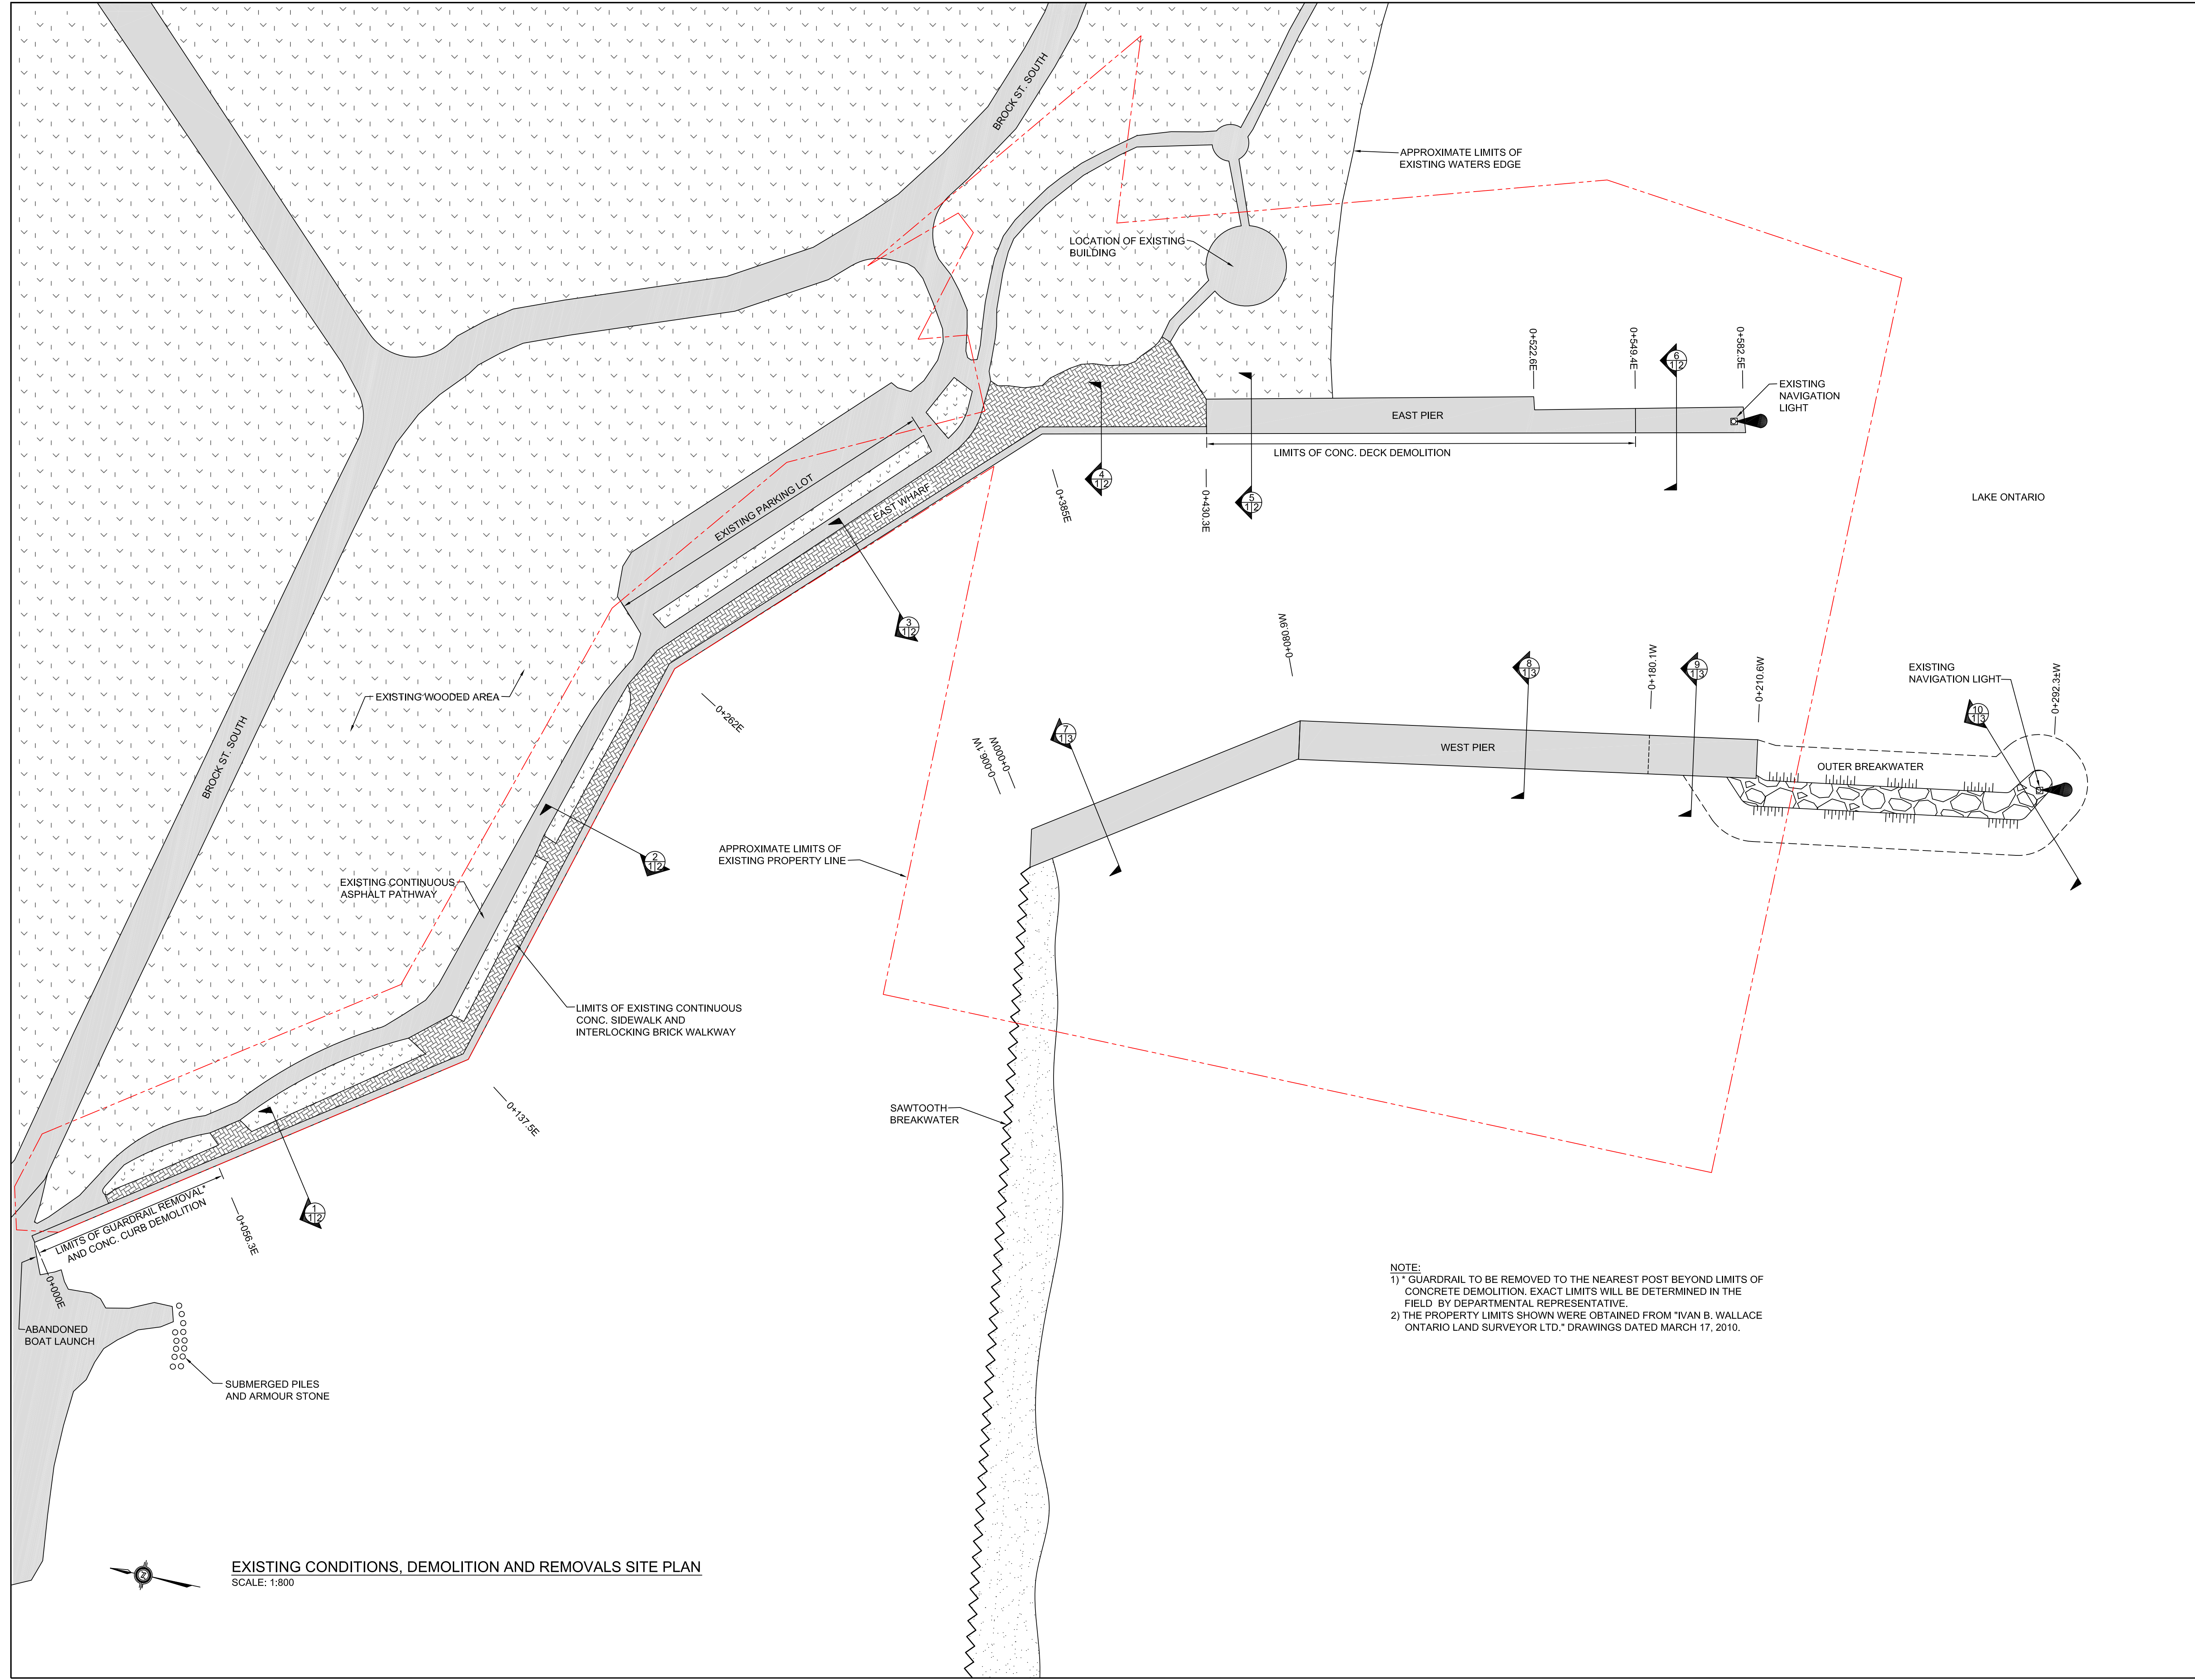 BROCK ST. SOUTH
APPROXIMATE LIMITS OF
EXISTING WATERS EDGE
LOCATION OF EXISTING
BUILDING
0+522.6E
0+549.4E
6
1|2
0+582.5E
EXISTING
NAVIGATION
LIGHT
EAST PIER
LIMITS OF CONC. DECK DEMOLITION
EXISTING PARKING LOT
EAST WHARF
0+385E
4
1|2
0+430.3E
5
1|2
LAKE ONTARIO
3
1|2
0+080.9W
8
1|3
0+180.1W
9
1|3
0+210.6W
EXISTING
NAVIGATION LIGHT
10
1|3
0+292.3±W
EXISTING WOODED AREA
0+262E
BROCK ST. SOUTH
7
1|3
0+000W
0-006.1W
WEST PIER
OUTER BREAKWATER
2
1|2
APPROXIMATE LIMITS OF
EXISTING PROPERTY LINE
EXISTING CONTINUOUS
ASPHALT PATHWAY
LIMITS OF EXISTING CONTINUOUS
CONC. SIDEWALK AND
INTERLOCKING BRICK WALKWAY
0+137.5E
SAWTOOTH
BREAKWATER
LIMITS OF GUARDRAIL REMOVAL*
AND CONC. CURB DEMOLITION
0+056.3E
1
1|2
0+000E
ABANDONED
BOAT LAUNCH
SUBMERGED PILES
AND ARMOUR STONE
NOTE:
1) * GUARDRAIL TO BE REMOVED TO THE NEAREST POST BEYOND LIMITS OF
CONCRETE DEMOLITION. EXACT LIMITS WILL BE DETERMINED IN THE
FIELD BY DEPARTMENTAL REPRESENTATIVE.
2) THE PROPERTY LIMITS SHOWN WERE OBTAINED FROM "IVAN B. WALLACE
ONTARIO LAND SURVEYOR LTD." DRAWINGS DATED MARCH 17, 2010.
Z
EXISTING CONDITIONS, DEMOLITION AND REMOVALS SITE PLAN
SCALE: 1:800